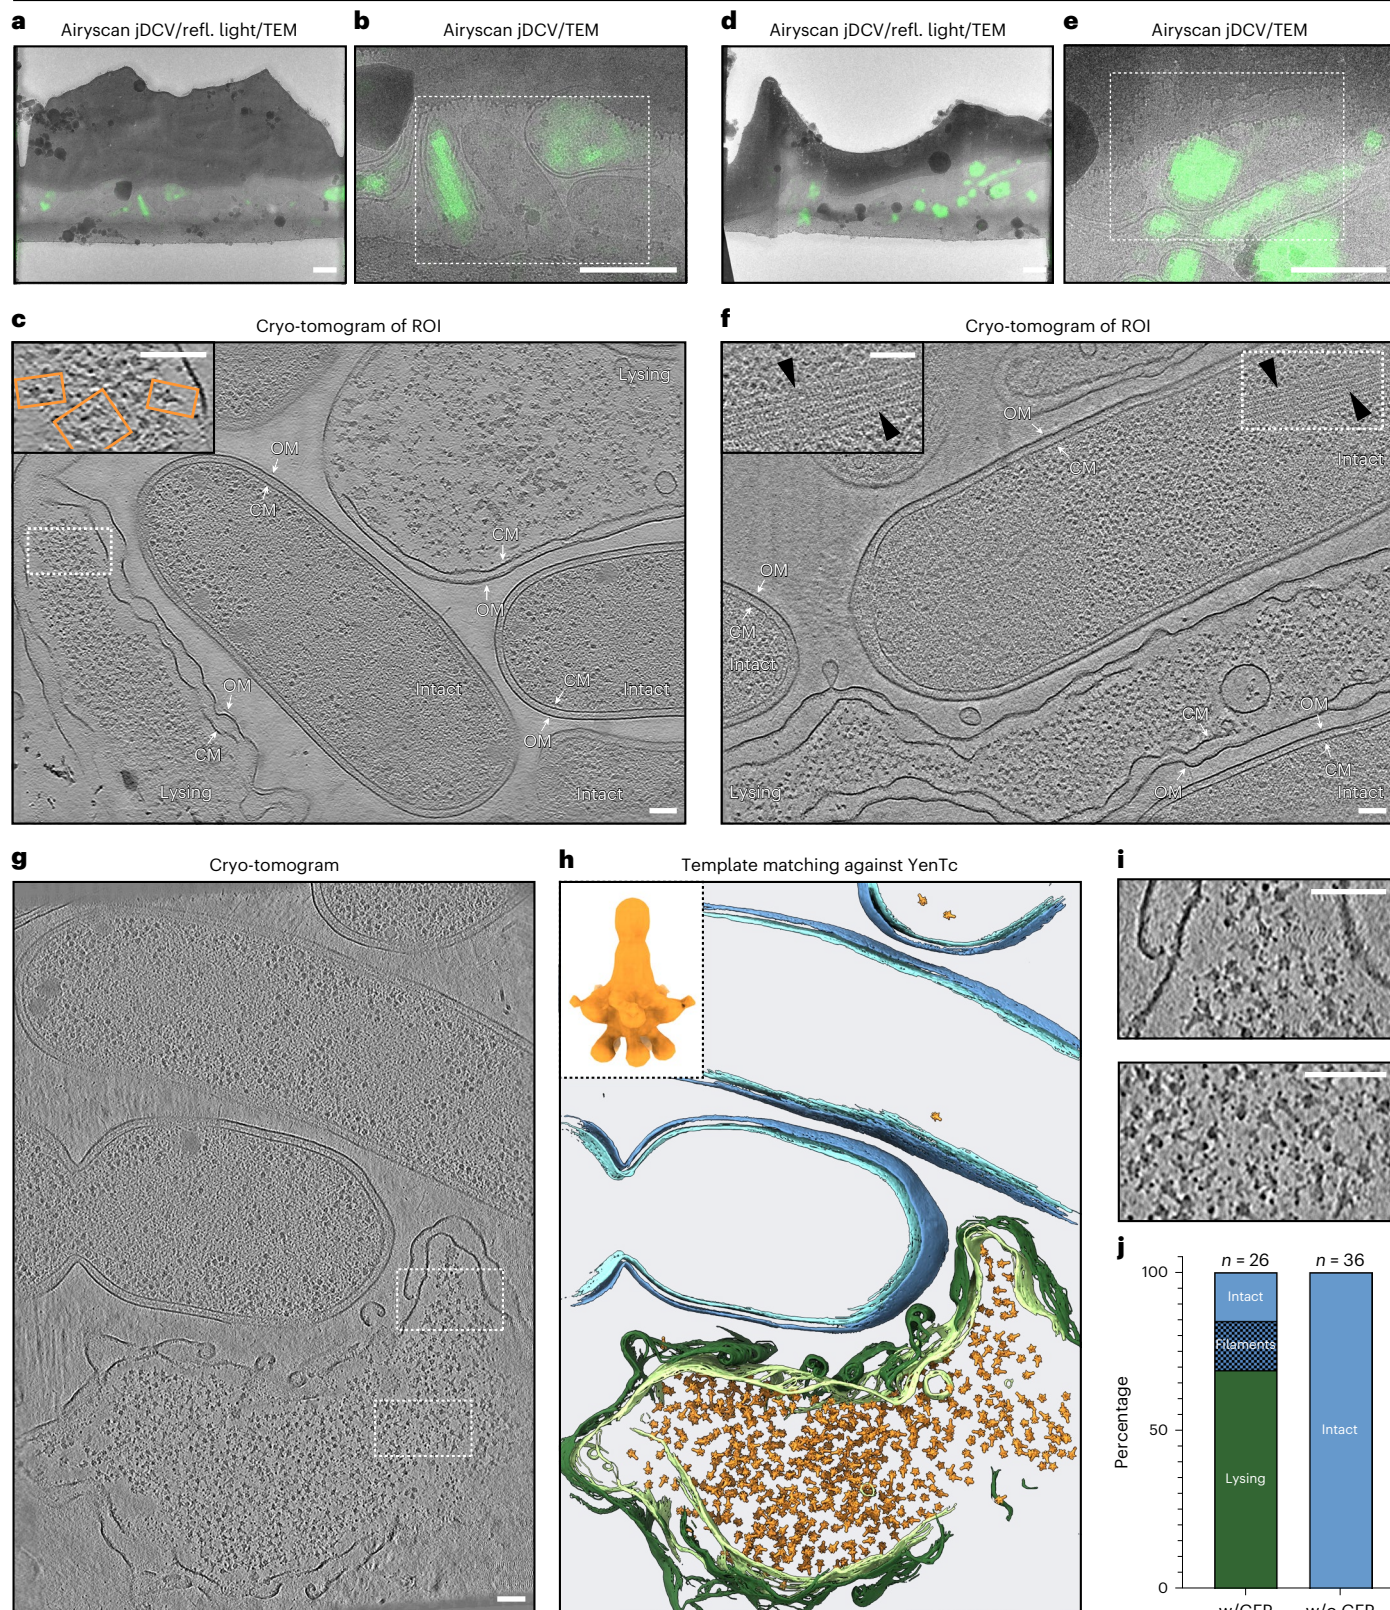 a
Airyscan jDCV/refl. light/TEM
b
Airyscan jDCV/TEM
d
Airyscan jDCV/refl. light/TEM
e
Airyscan jDCV/TEM
c
Cryo-tomogram of ROI
Lysing
OM
CM
CM
OM
OM
CM
Intact
CM
Intact
OM
Lysing
Intact
f
Cryo-tomogram of ROI
OM
CM
Intact
OM
CM
Intact
CM
OM
CM
OM
Lysing
Intact
g
Cryo-tomogram
h
Template matching against YenTc
i
j
n = 26
n = 36
100
50
0
Percentage
Intact
Filaments
Lysing
Intact
w/GFP
w/o GFP